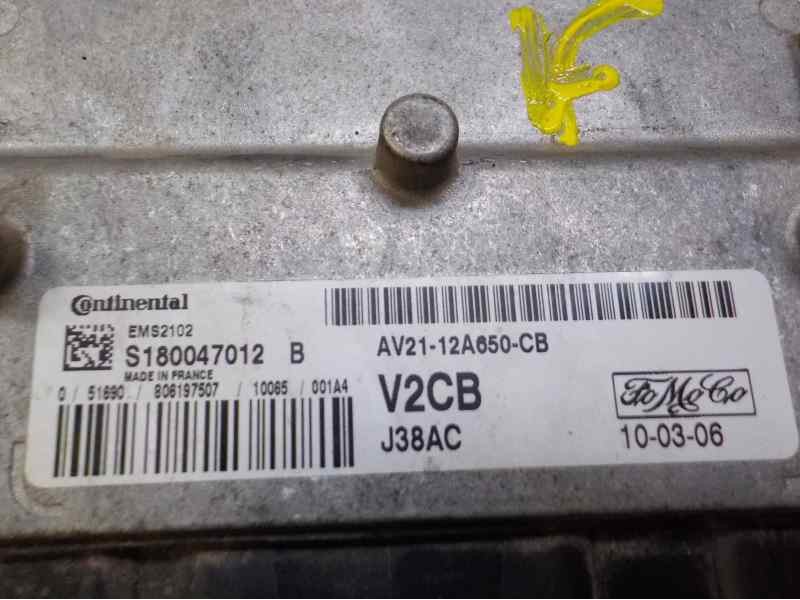 Continental
EMS2102
S180047012 B
MADE IN FRANCE
0 / 51690 / 806197507 / 10065 / 001A4
AV21-12A650-CB
V2CB
FoMoCo
J38AC
10-03-06